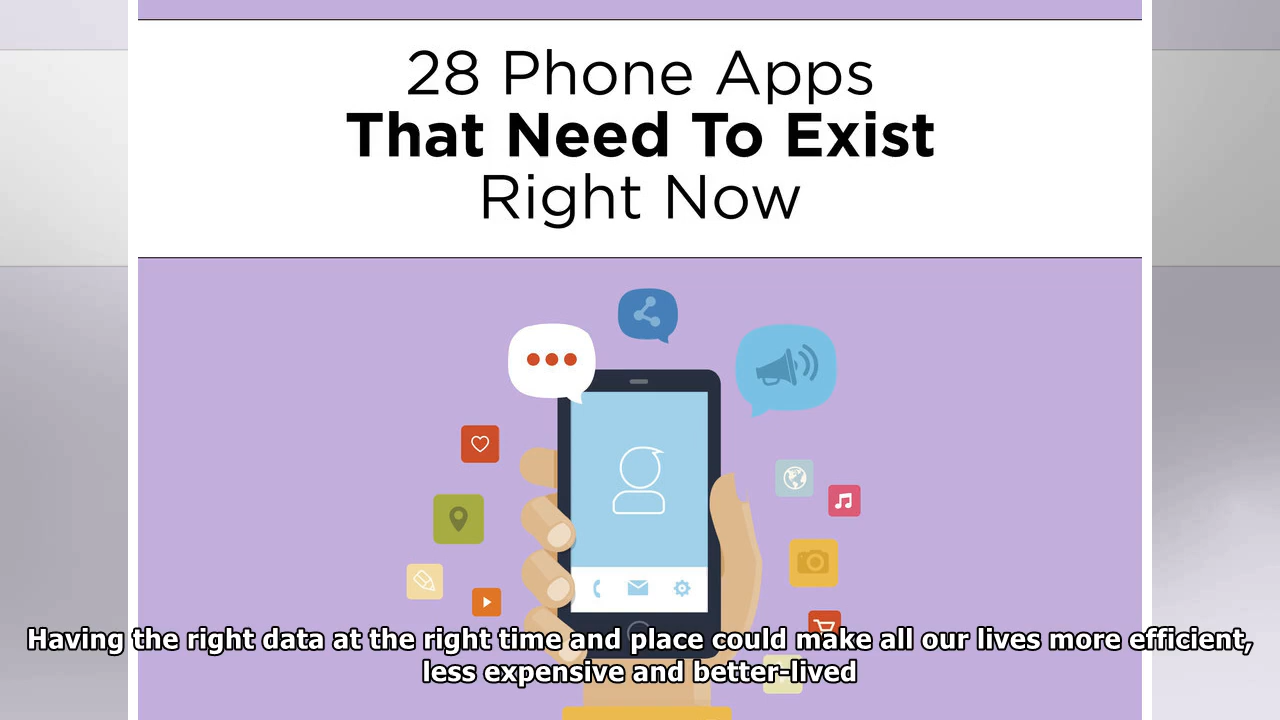 28 Phone Apps
That Need To Exist
Right Now
Having the right data at the right time and place could make all our lives more efficient,
less expensive and better-lived